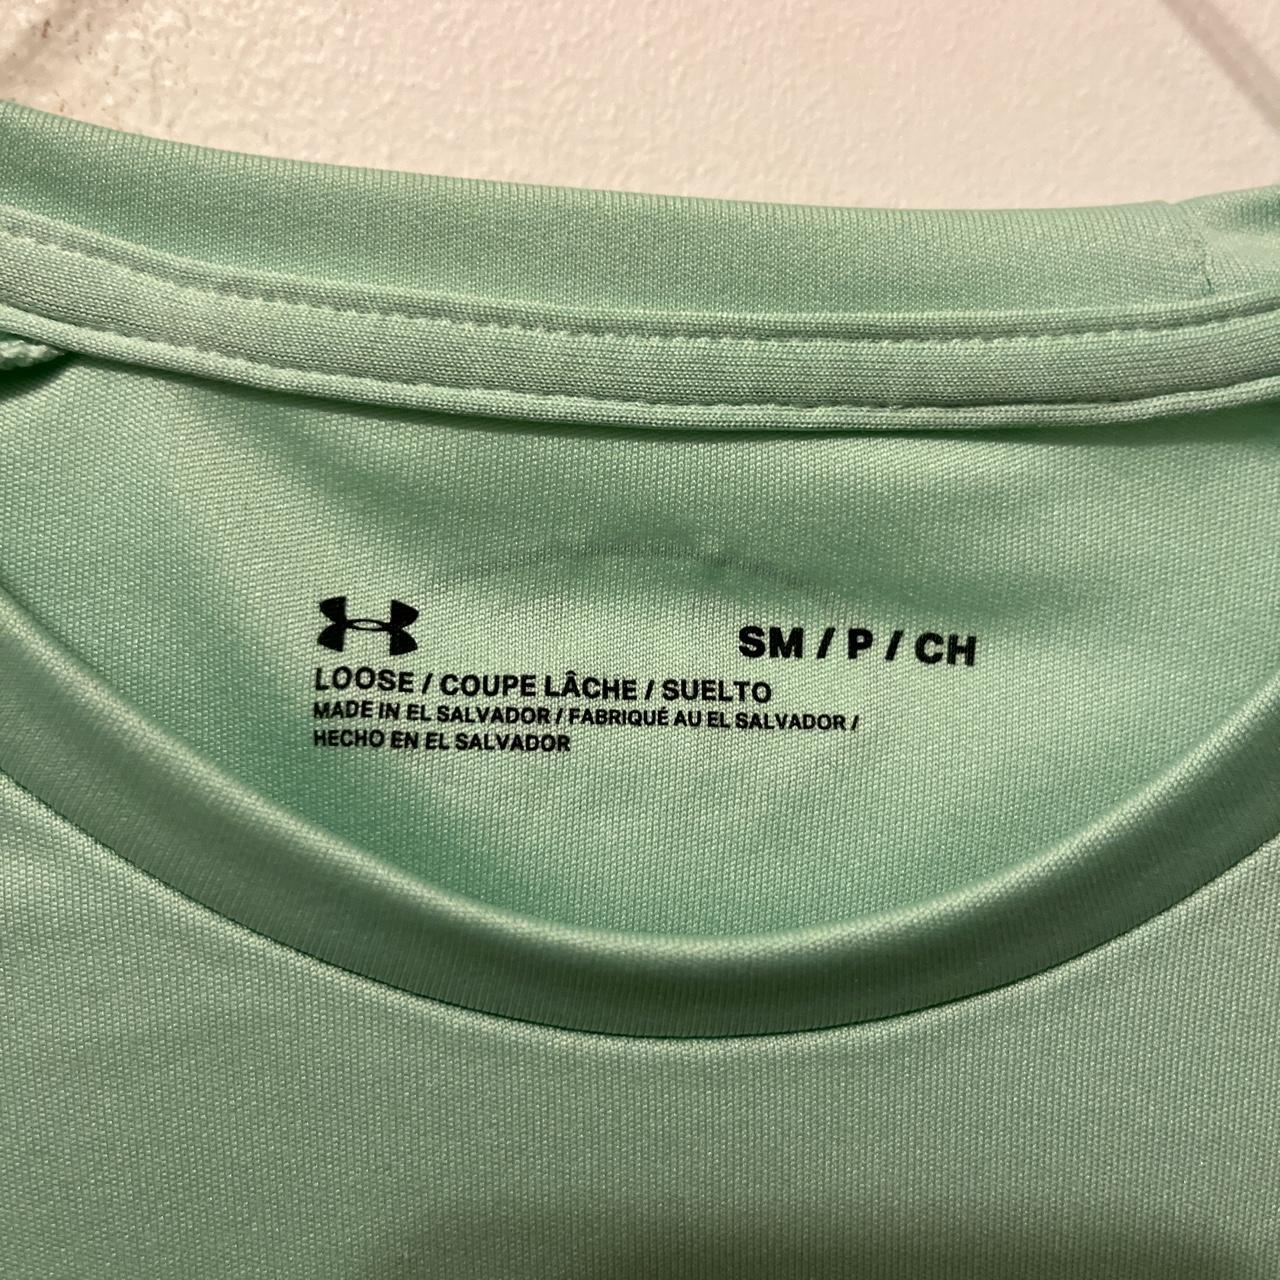 SM / P / CH
LOOSE / COUPE LÂCHE / SUELTO
MADE IN EL SALVADOR / FABRIQUÉ AU EL SALVADOR /
HECHO EN EL SALVADOR